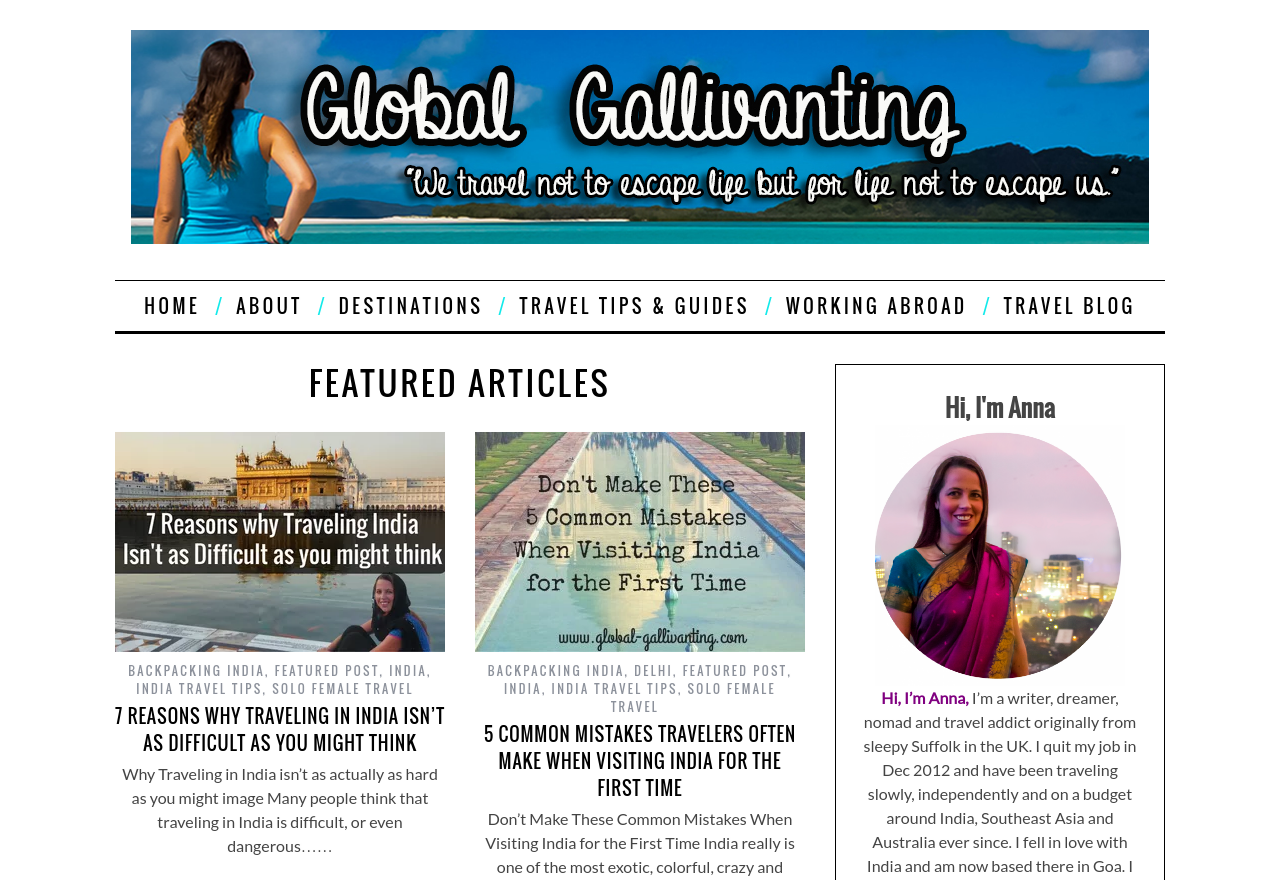 Global Gallivanting
"We travel not to escape life but for life not to escape us."
HOME / ABOUT / DESTINATIONS / TRAVEL TIPS & GUIDES / WORKING ABROAD / TRAVEL BLOG
FEATURED ARTICLES
7 Reasons why Traveling India
Isn't as Difficult as you might think
BACKPACKING INDIA, FEATURED POST, INDIA,
INDIA TRAVEL TIPS, SOLO FEMALE TRAVEL
7 REASONS WHY TRAVELING IN INDIA ISN'T
AS DIFFICULT AS YOU MIGHT THINK
Why Traveling in India isn't as actually as hard
as you might image Many people think that
traveling in India is difficult, or even
dangerous……
Don't Make These
5 Common Mistakes
When Visiting India
for the First Time
www.global-gallivanting.com
BACKPACKING INDIA, DELHI, FEATURED POST,
INDIA, INDIA TRAVEL TIPS, SOLO FEMALE
TRAVEL
5 COMMON MISTAKES TRAVELERS OFTEN
MAKE WHEN VISITING INDIA FOR THE
FIRST TIME
Don't Make These Common Mistakes When
Visiting India for the First Time India really is
one of the most exotic, colorful, crazy and
Hi, I'm Anna
Hi, I'm Anna, I'm a writer, dreamer,
nomad and travel addict originally from
sleepy Suffolk in the UK. I quit my job in
Dec 2012 and have been traveling
slowly, independently and on a budget
around India, Southeast Asia and
Australia ever since. I fell in love with
India and am now based there in Goa. I